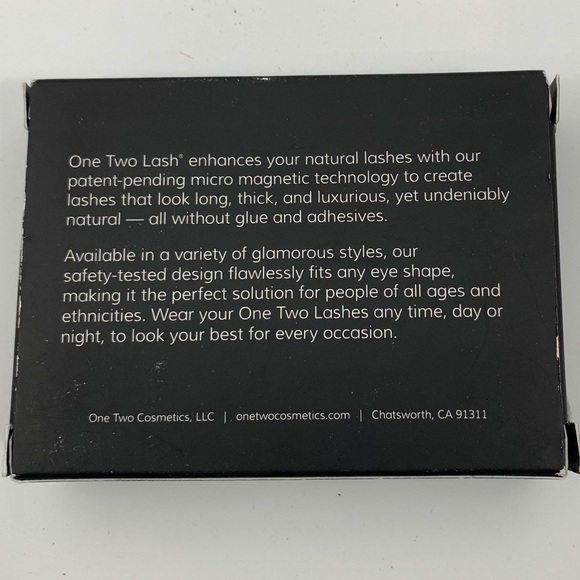 One Two Lash® enhances your natural lashes with our
patent-pending micro magnetic technology to create
lashes that look long, thick, and luxurious, yet undeniably
natural — all without glue and adhesives.
Available in a variety of glamorous styles, our
safety-tested design flawlessly fits any eye shape,
making it the perfect solution for people of all ages and
ethnicities. Wear your One Two Lashes any time, day or
night, to look your best for every occasion.
One Two Cosmetics, LLC | onetwocosmetics.com | Chatsworth, CA 91311